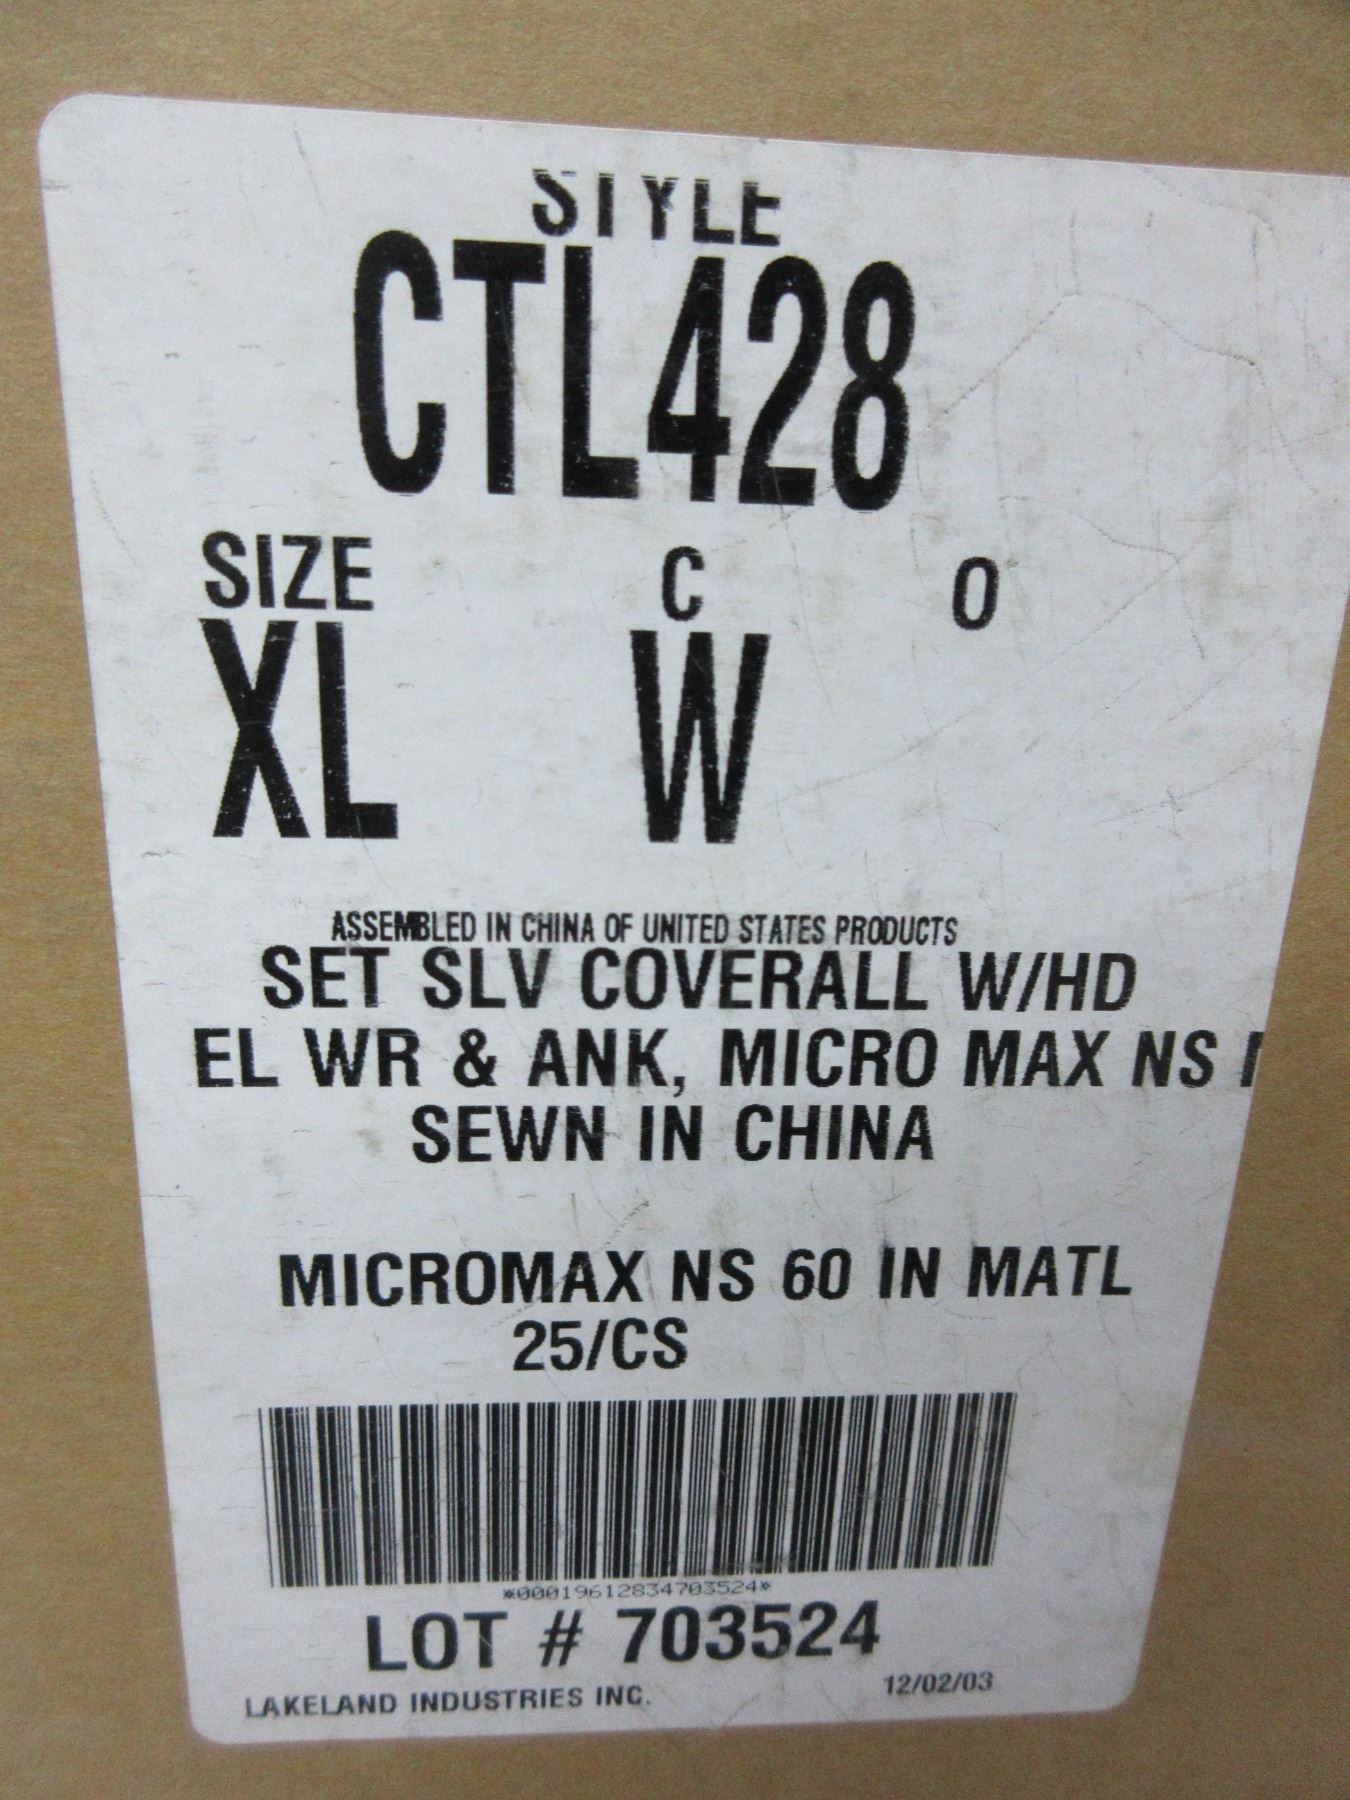 STYLE
CTL428
SIZE C O
XL W
ASSEMBLED IN CHINA OF UNITED STATES PRODUCTS
SET SLV COVERALL W/HD
EL WR & ANK, MICRO MAX NS
SEWN IN CHINA
MICROMAX NS 60 IN MATL
25/CS
*00019612834703524*
LOT # 703524
LAKELAND INDUSTRIES INC. 12/02/03